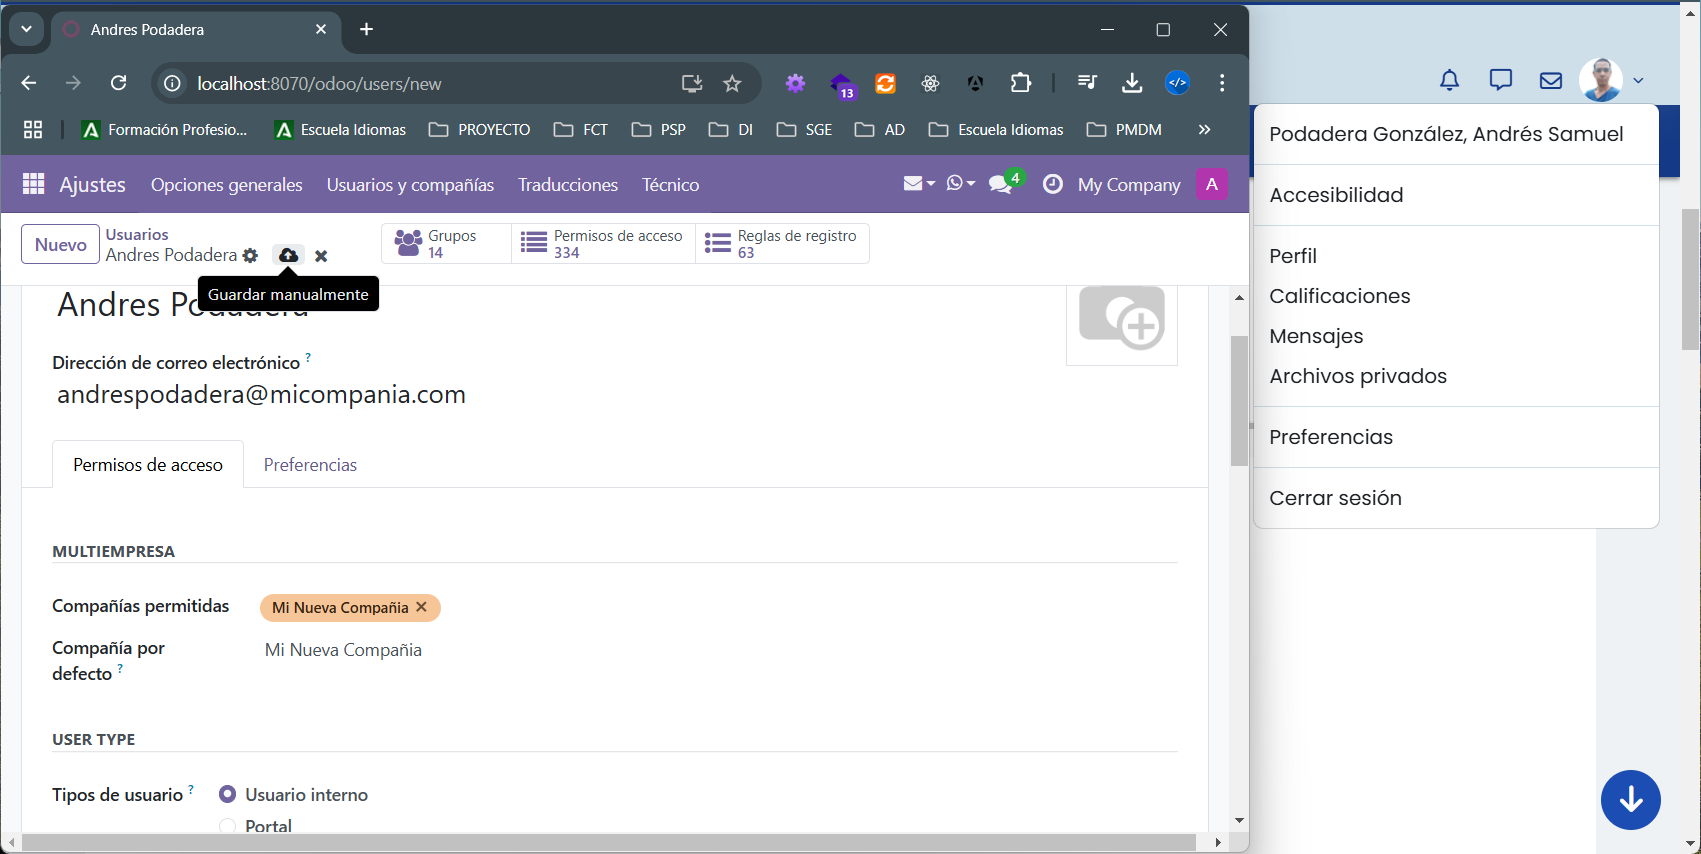 Andres Podadera
localhost:8070/odoo/users/new
13
Formación Profesio...
Escuela Idiomas
PROYECTO
FCT
PSP
DI
SGE
AD
Escuela Idiomas
PMDM
Ajustes
Opciones generales
Usuarios y compañías
Traducciones
Técnico
4
My Company
A
Nuevo
Usuarios
Andres Podadera
Grupos
14
Permisos de acceso
334
Reglas de registro
63
Guardar manualmente
Andres Podadera
Dirección de correo electrónico ?
andrespodadera@micompania.com
Permisos de acceso
Preferencias
MULTIEMPRESA
Compañías permitidas
Mi Nueva Compañia
Compañía por
defecto ?
Mi Nueva Compañia
USER TYPE
Tipos de usuario ?
Usuario interno
Portal
Podadera González, Andrés Samuel
Accesibilidad
Perfil
Calificaciones
Mensajes
Archivos privados
Preferencias
Cerrar sesión